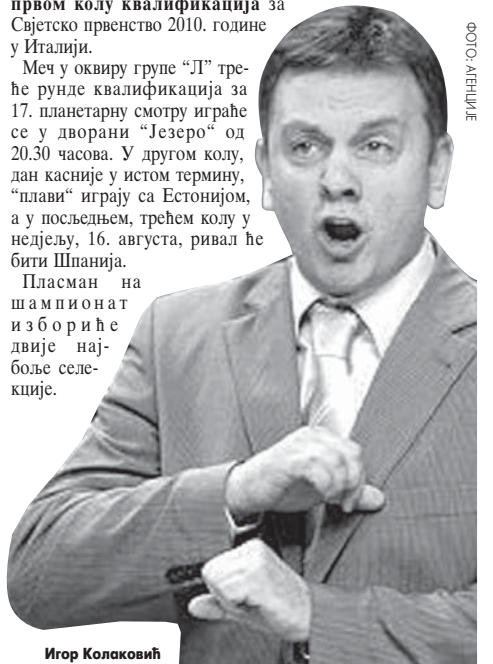 првом колу квалификација за
Свјетско првенство 2010. године
у Италији.
Меч у оквиру групе “Л” тре-
ће рунде квалификација за
17. планетарну смотру играће
се у дворани “Језеро” од
20.30 часова. У другом колу,
дан касније у истом термину,
“плави“ играју са Естонијом,
а у посљедњем, трећем колу у
недјељу, 16. августа, ривал ће
бити Шпанија.
Пласман на
шампионат
избориће
двије нај-
боље селе-
кције.
ФОТО: АГЕНЦИЈЕ
Игор Колаковић